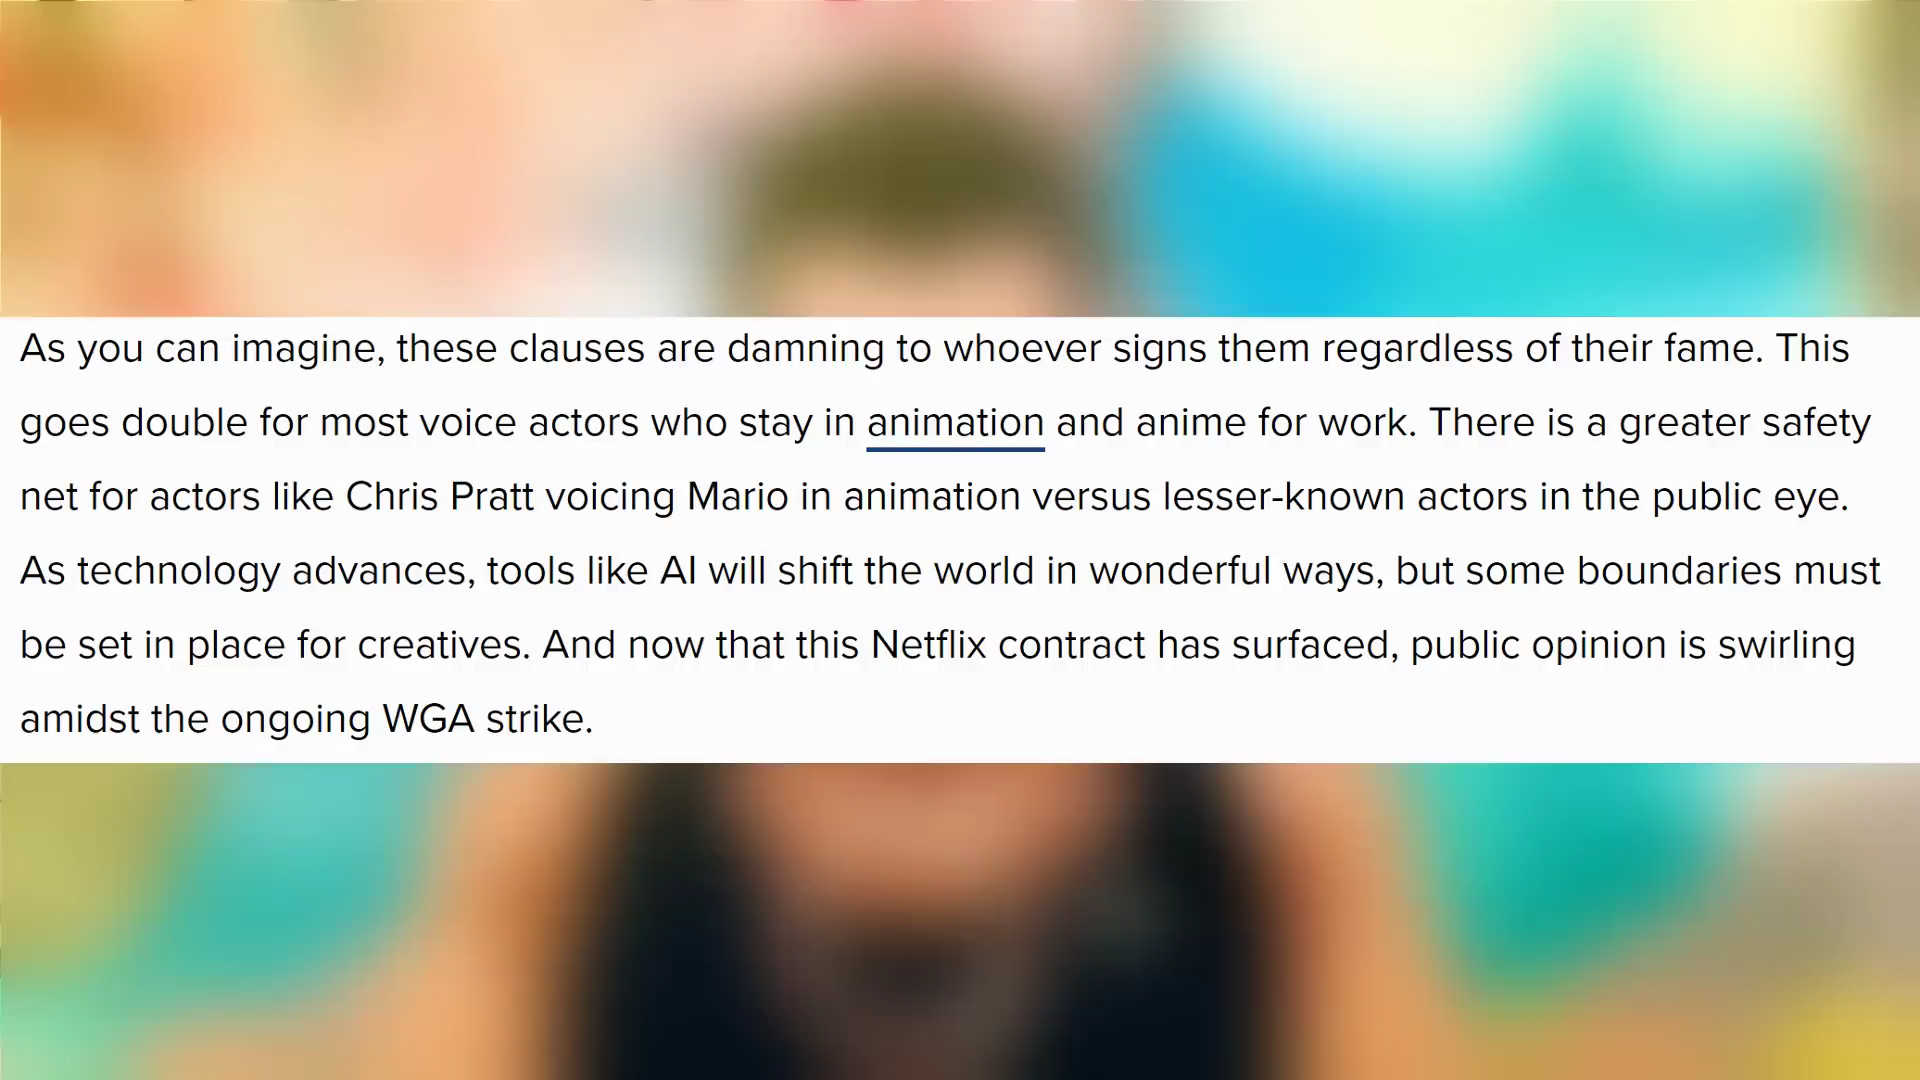 As you can imagine, these clauses are damning to whoever signs them regardless of their fame. This
goes double for most voice actors who stay in animation and anime for work. There is a greater safety
net for actors like Chris Pratt voicing Mario in animation versus lesser-known actors in the public eye.
As technology advances, tools like AI will shift the world in wonderful ways, but some boundaries must
be set in place for creatives. And now that this Netflix contract has surfaced, public opinion is swirling
amidst the ongoing WGA strike.